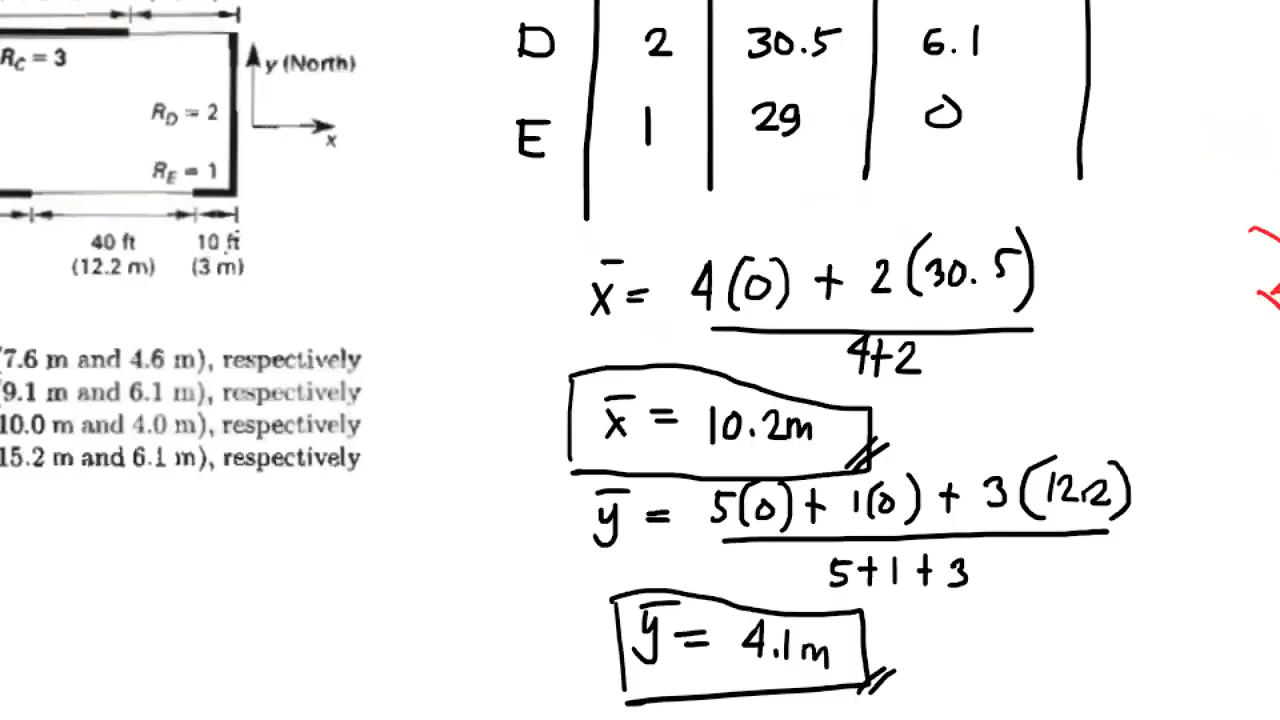 R_C = 3
y (North)
R_D = 2
x
R_E = 1
40 ft
(12.2 m)
10 ft
(3 m)
(7.6 m and 4.6 m), respectively
(9.1 m and 6.1 m), respectively
10.0 m and 4.0 m), respectively
15.2 m and 6.1 m), respectively
D 2 30.5 6.1
E 1 29 0
x̄ = 4(0) + 2(30.5)
4+2
x̄ = 10.2m
ȳ = 5(0) + 1(0) + 3(12.2)
5+1+3
ȳ = 4.1m